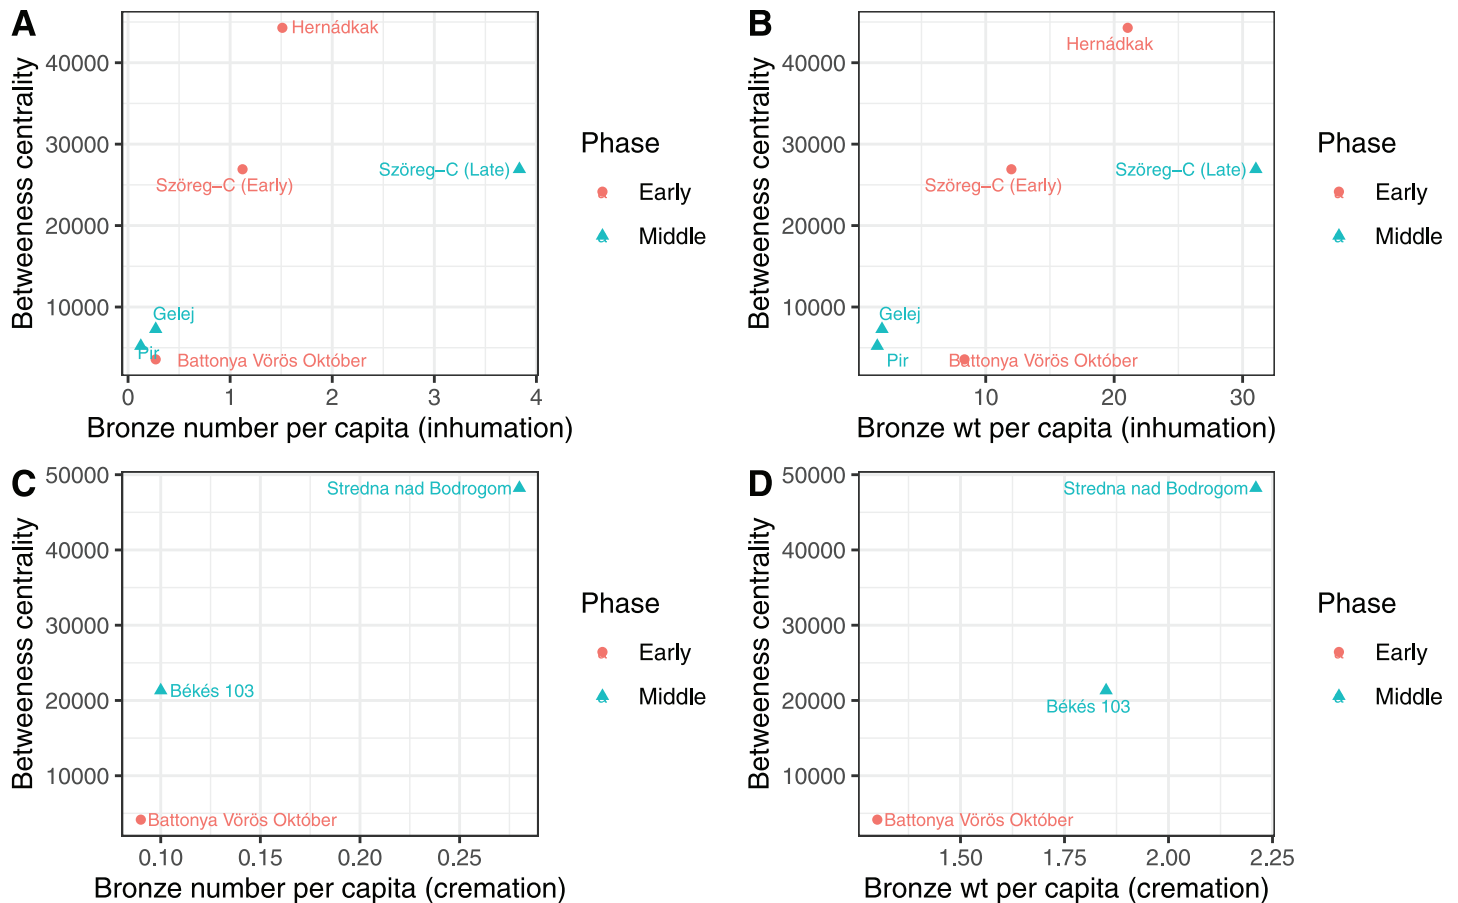 A
Betweeness centrality
40000
30000
20000
10000
Hernádkak
Szöreg–C (Early)
Szöreg–C (Late)
Gelej
Pir
Battonya Vörös Október
0 1 2 3 4
Bronze number per capita (inhumation)
Phase
Early
Middle
B
Betweeness centrality
40000
30000
20000
10000
Hernádkak
Szöreg–C (Early)
Szöreg–C (Late)
Gelej
Pir
Battonya Vörös Október
10 20 30
Bronze wt per capita (inhumation)
Phase
Early
Middle
C
Betweeness centrality
50000
40000
30000
20000
10000
Stredna nad Bodrogom
Békés 103
Battonya Vörös Október
0.10 0.15 0.20 0.25
Bronze number per capita (cremation)
Phase
Early
Middle
D
Betweeness centrality
50000
40000
30000
20000
10000
Stredna nad Bodrogom
Békés 103
Battonya Vörös Október
1.50 1.75 2.00 2.25
Bronze wt per capita (cremation)
Phase
Early
Middle